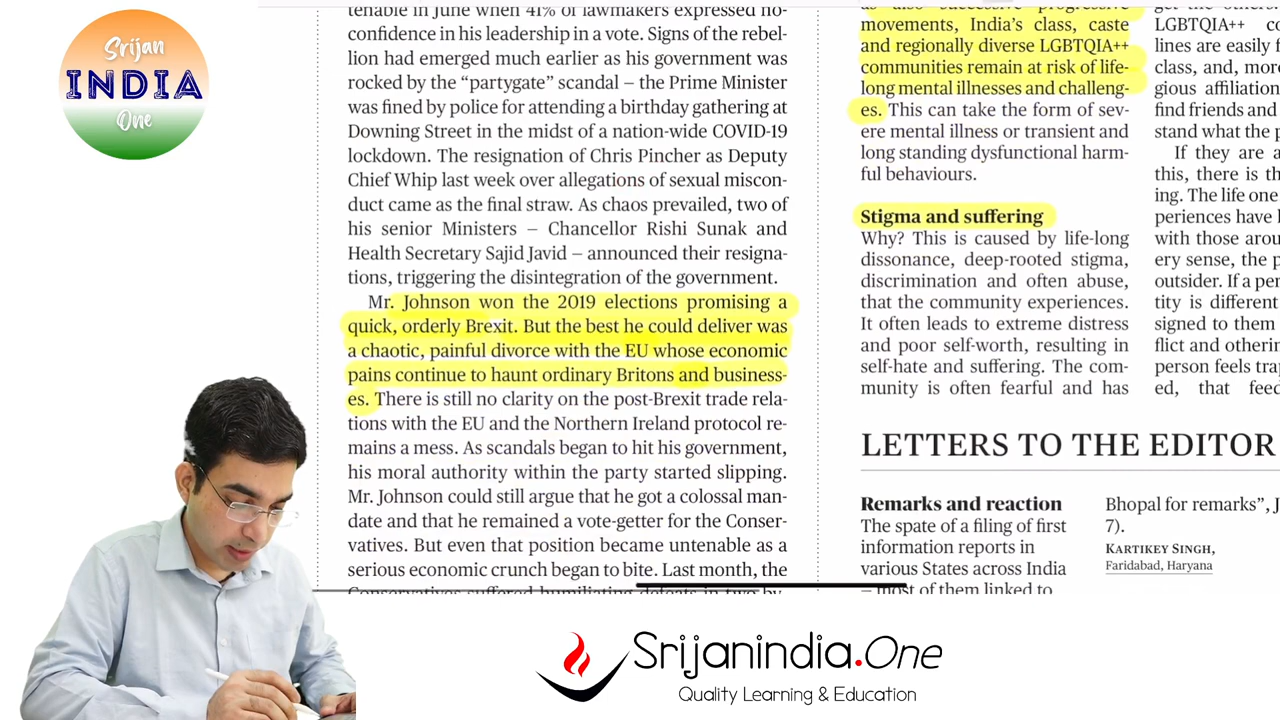 Srijan
INDIA
One
tenable in June when 41% of lawmakers expressed no-
confidence in his leadership in a vote. Signs of the rebel-
lion had emerged much earlier as his government was
rocked by the “partygate” scandal – the Prime Minister
was fined by police for attending a birthday gathering at
Downing Street in the midst of a nation-wide COVID-19
lockdown. The resignation of Chris Pincher as Deputy
Chief Whip last week over allegations of sexual miscon-
duct came as the final straw. As chaos prevailed, two of
his senior Ministers – Chancellor Rishi Sunak and
Health Secretary Sajid Javid – announced their resigna-
tions, triggering the disintegration of the government.
Mr. Johnson won the 2019 elections promising a
quick, orderly Brexit. But the best he could deliver was
a chaotic, painful divorce with the EU whose economic
pains continue to haunt ordinary Britons and business-
es. There is still no clarity on the post-Brexit trade rela-
tions with the EU and the Northern Ireland protocol re-
mains a mess. As scandals began to hit his government,
his moral authority within the party started slipping.
Mr. Johnson could still argue that he got a colossal man-
date and that he remained a vote-getter for the Conser-
vatives. But even that position became untenable as a
serious economic crunch began to bite. Last month, the
Conservatives suffered humiliating defeats in two by-
as also successive progressive
movements, India’s class, caste
and regionally diverse LGBTQIA++
communities remain at risk of life-
long mental illnesses and challeng-
es. This can take the form of sev-
ere mental illness or transient and
long standing dysfunctional harm-
ful behaviours.
Stigma and suffering
Why? This is caused by life-long
dissonance, deep-rooted stigma,
discrimination and often abuse,
that the community experiences.
It often leads to extreme distress
and poor self-worth, resulting in
self-hate and suffering. The com-
munity is often fearful and has
LGBTQIA++ co
lines are easily f
class, and, mor
gious affiliation
find friends and
stand what the p
If they are a
this, there is th
ing. The life one
periences have l
with those arou
ery sense, the p
outsider. If a per
tity is different
signed to them
flict and otherin
person feels trap
ed, that feed
LETTERS TO THE EDITOR
Remarks and reaction
The spate of a filing of first
information reports in
various States across India
– most of them linked to
Bhopal for remarks”, J
7).
KARTIKEY SINGH,
Faridabad, Haryana
Srijanindia.One
Quality Learning & Education